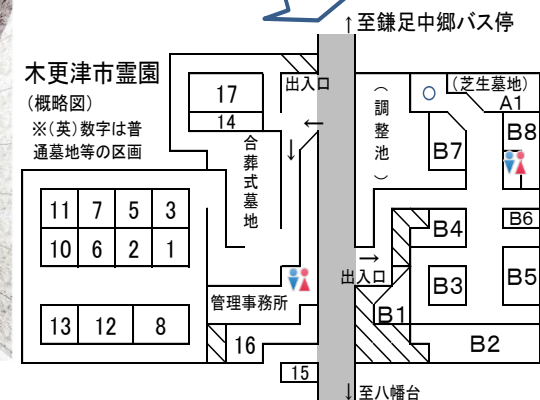 ↑至鎌足中郷バス停
木更津市霊園
(概略図)
※(英)数字は普
通墓地等の区画
出入口
17
14
←
↓
合葬式墓地
(調整池)
○
(芝生墓地)
A1
B8
B7
B6
B4
B5
B3
B1
B2
11 7 5 3
10 6 2 1
13 12 8
→
出入口
管理事務所
16
15
↓至八幡台